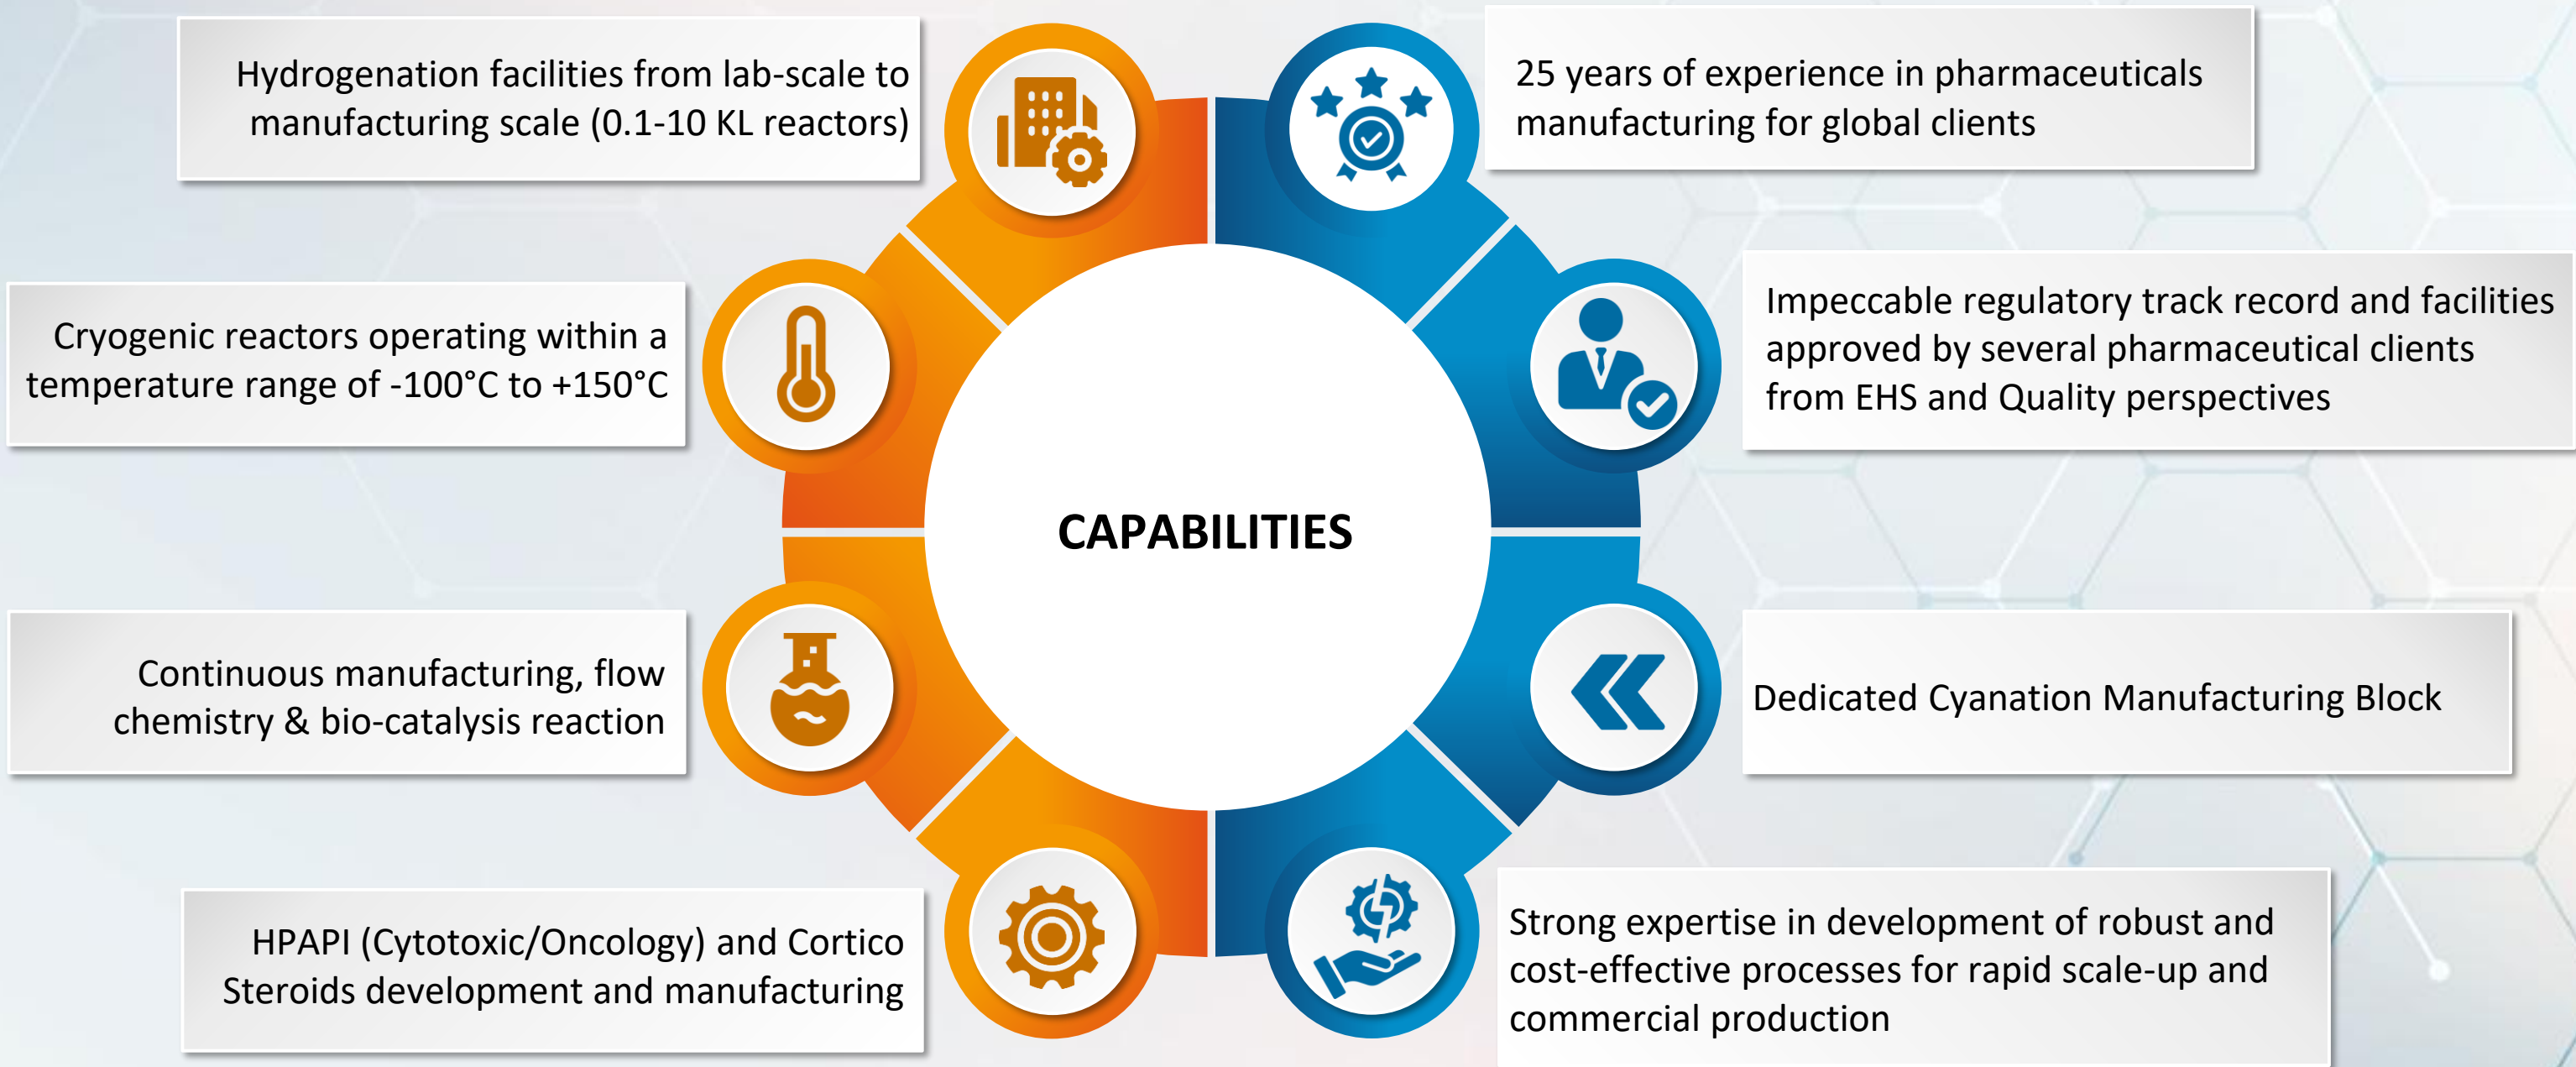 Hydrogenation facilities from lab-scale to
manufacturing scale (0.1-10 KL reactors)
25 years of experience in pharmaceuticals
manufacturing for global clients
Cryogenic reactors operating within a
temperature range of -100°C to +150°C
Impeccable regulatory track record and facilities
approved by several pharmaceutical clients
from EHS and Quality perspectives
CAPABILITIES
Continuous manufacturing, flow
chemistry & bio-catalysis reaction
Dedicated Cyanation Manufacturing Block
HPAPI (Cytotoxic/Oncology) and Cortico
Steroids development and manufacturing
Strong expertise in development of robust and
cost-effective processes for rapid scale-up and
commercial production